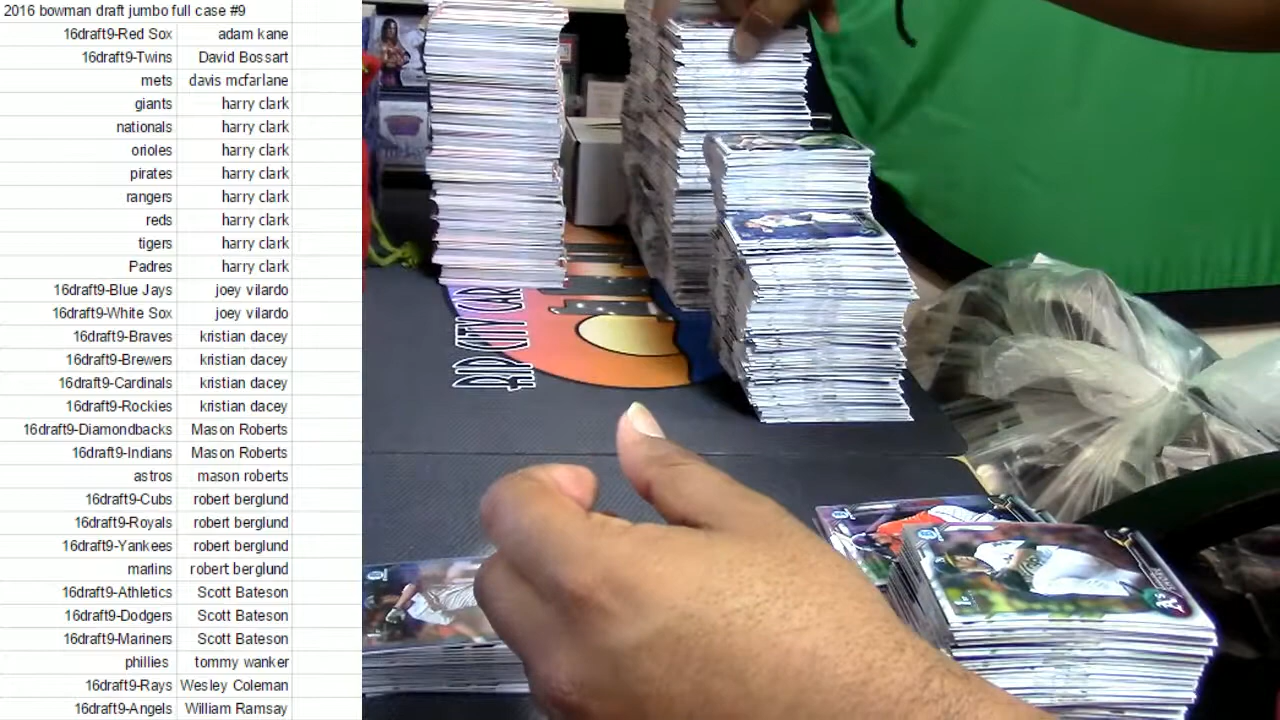 2016 bowman draft jumbo full case #9
16draft9-Red Sox adam kane
16draft9-Twins David Bossart
mets davis mcfarlane
giants harry clark
nationals harry clark
orioles harry clark
pirates harry clark
rangers harry clark
reds harry clark
tigers harry clark
Padres harry clark
16draft9-Blue Jays joey vilardo
16draft9-White Sox joey vilardo
16draft9-Braves kristian dacey
16draft9-Brewers kristian dacey
16draft9-Cardinals kristian dacey
16draft9-Rockies kristian dacey
16draft9-Diamondbacks Mason Roberts
16draft9-Indians Mason Roberts
astros mason roberts
16draft9-Cubs robert berglund
16draft9-Royals robert berglund
16draft9-Yankees robert berglund
marlins robert berglund
16draft9-Athletics Scott Bateson
16draft9-Dodgers Scott Bateson
16draft9-Mariners Scott Bateson
phillies tommy wanker
16draft9-Rays Wesley Coleman
16draft9-Angels William Ramsay
RIP CITY CAR
A's